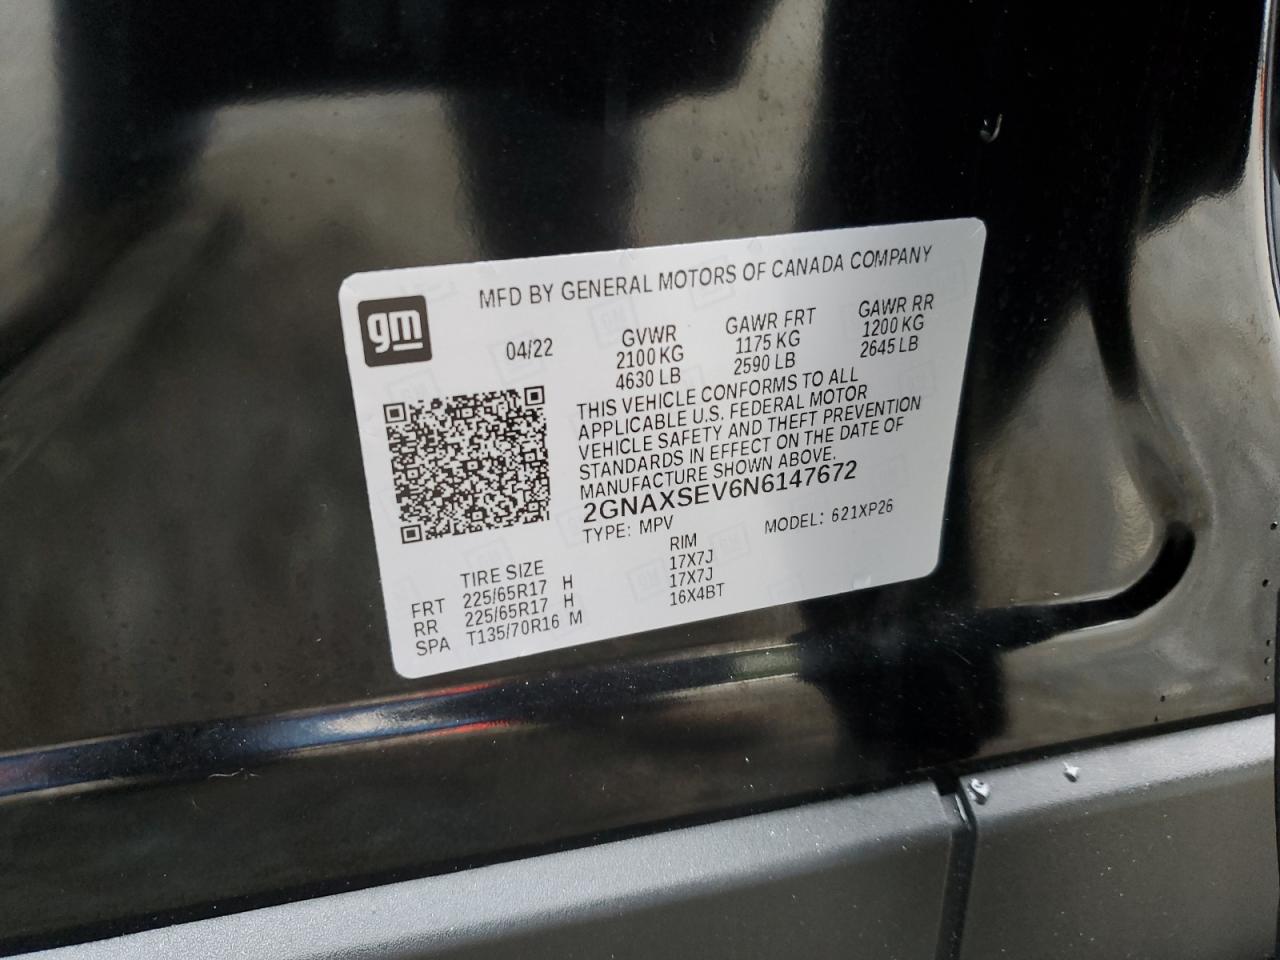 MFD BY GENERAL MOTORS OF CANADA COMPANY
gm
04/22
GVWR
2100 KG
4630 LB
GAWR FRT
1175 KG
2590 LB
GAWR RR
1200 KG
2645 LB
THIS VEHICLE CONFORMS TO ALL
APPLICABLE U.S. FEDERAL MOTOR
VEHICLE SAFETY AND THEFT PREVENTION
STANDARDS IN EFFECT ON THE DATE OF
MANUFACTURE SHOWN ABOVE.
2GNAXSEV6N6147672
TYPE: MPV MODEL: 621XP26
TIRE SIZE RIM
FRT 225/65R17 H 17X7J
RR 225/65R17 H 17X7J
SPA T135/70R16 M 16X4BT